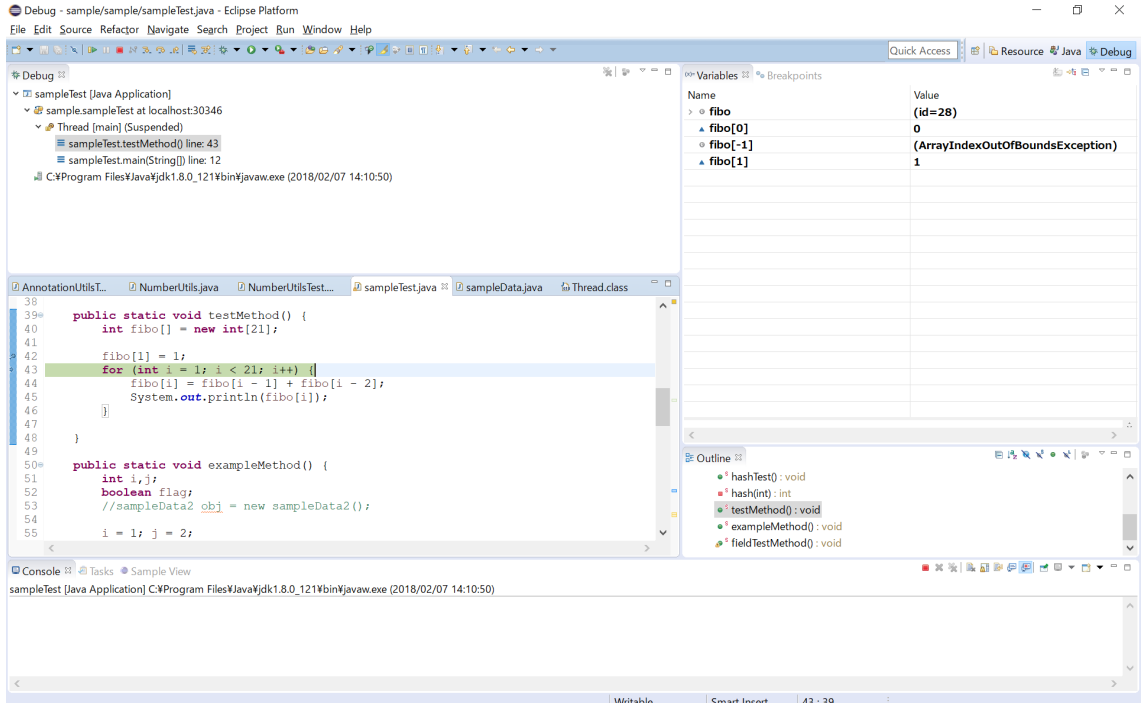 Debug - sample/sample/sampleTest.java - Eclipse Platform
File Edit Source Refactor Navigate Search Project Run Window Help
Quick Access Resource Java Debug
Debug
sampleTest [Java Application]
sample.sampleTest at localhost:30346
Thread [main] (Suspended)
sampleTest.testMethod() line: 43
sampleTest.main(String[]) line: 12
C:¥Program Files¥Java¥jdk1.8.0_121¥bin¥javaw.exe (2018/02/07 14:10:50)
Variables Breakpoints
Name Value
fibo (id=28)
fibo[0] 0
fibo[-1] (ArrayIndexOutOfBoundsException)
fibo[1] 1
AnnotationUtilsT... NumberUtils.java NumberUtilsTest.... sampleTest.java sampleData.java Thread.class
38
39 public static void testMethod() {
40 int fibo[] = new int[21];
41
42 fibo[1] = 1;
43 for (int i = 1; i < 21; i++) {
44 fibo[i] = fibo[i - 1] + fibo[i - 2];
45 System.out.println(fibo[i]);
46 }
47
48 }
49
50 public static void exampleMethod() {
51 int i,j;
52 boolean flag;
53 //sampleData2 obj = new sampleData2();
54
55 i = 1; j = 2;
Outline
hashTest() : void
hash(int) : int
testMethod() : void
exampleMethod() : void
fieldTestMethod() : void
Console Tasks Sample View
sampleTest [Java Application] C:¥Program Files¥Java¥jdk1.8.0_121¥bin¥javaw.exe (2018/02/07 14:10:50)
Writable Smart Insert 43 : 39